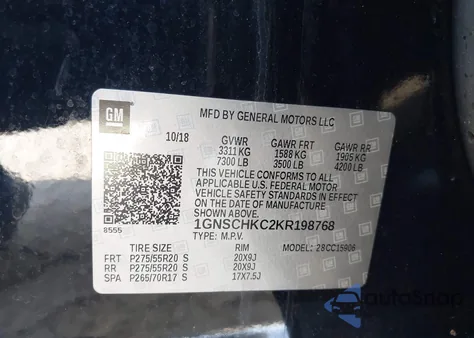 GM
MFD BY GENERAL MOTORS LLC
10/18 GVWR GAWR FRT GAWR RR
3311 KG 1588 KG 1905 KG
7300 LB 3500 LB 4200 LB
THIS VEHICLE CONFORMS TO ALL
APPLICABLE U.S. FEDERAL MOTOR
VEHICLE SAFETY STANDARDS IN EFFECT
ON THE DATE OF MANUFACTURE
SHOWN ABOVE.
1GNSCHKC2KR198768
8555 TYPE: M.P.V. MODEL: 28CC15906
TIRE SIZE RIM
FRT P275/55R20 S 20X9J
RR P275/55R20 S 20X9J
SPA P265/70R17 S 17X7.5J
autosnap